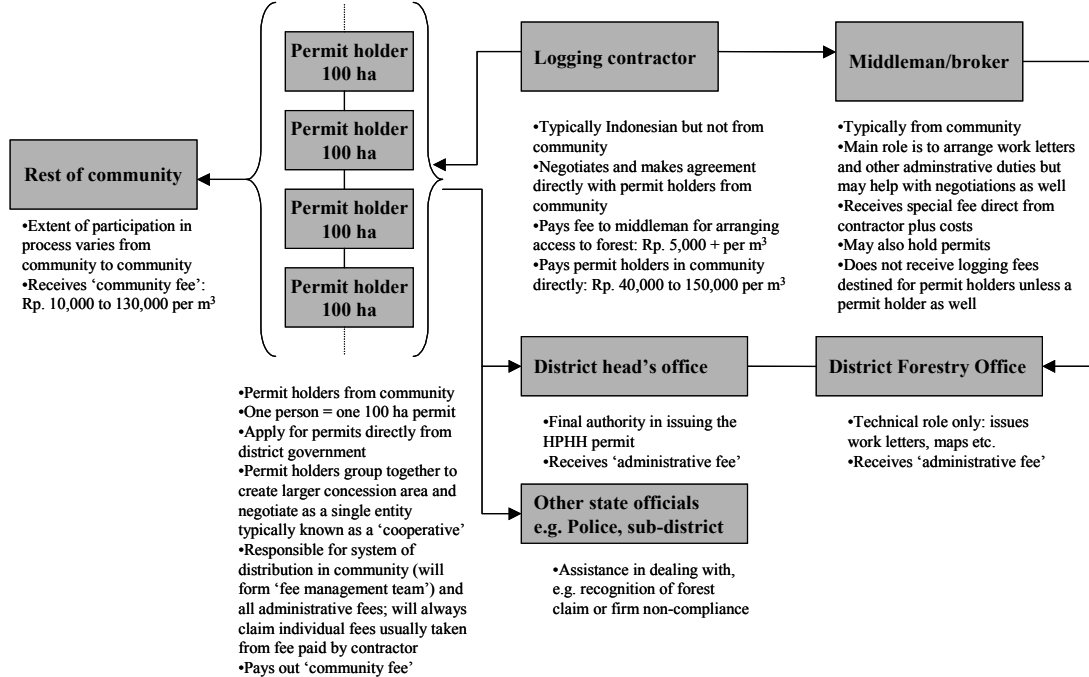 Permit holder
100 ha
Permit holder
100 ha
Permit holder
100 ha
Permit holder
100 ha
Rest of community
•Extent of participation in
process varies from
community to community
•Receives ‘community fee’:
Rp. 10,000 to 130,000 per m³
•Permit holders from community
•One person = one 100 ha permit
•Apply for permits directly from
district government
•Permit holders group together to
create larger concession area and
negotiate as a single entity
typically known as a ‘cooperative’
•Responsible for system of
distribution in community (will
form ‘fee management team’) and
all administrative fees; will always
claim individual fees usually taken
from fee paid by contractor
•Pays out ‘community fee’
Logging contractor
•Typically Indonesian but not from
community
•Negotiates and makes agreement
directly with permit holders from
community
•Pays fee to middleman for arranging
access to forest: Rp. 5,000 + per m³
•Pays permit holders in community
directly: Rp. 40,000 to 150,000 per m³
Middleman/broker
•Typically from community
•Main role is to arrange work letters
and other adminstrative duties but
may help with negotiations as well
•Receives special fee direct from
contractor plus costs
•May also hold permits
•Does not receive logging fees
destined for permit holders unless a
permit holder as well
District head’s office
•Final authority in issuing the
HPHH permit
•Receives ‘administrative fee’
District Forestry Office
•Technical role only: issues
work letters, maps etc.
•Receives ‘administrative fee’
Other state officials
e.g. Police, sub-district
•Assistance in dealing with,
e.g. recognition of forest
claim or firm non-compliance